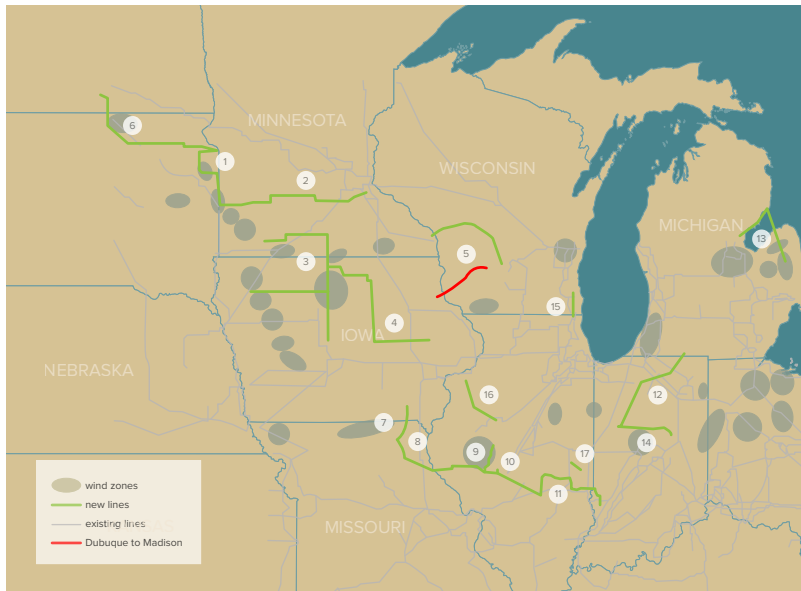 6
MINNESOTA
1
2
WISCONSIN
MICHIGAN
13
5
3
15
4
IOWA
NEBRASKA
16
12
7
8
14
9
10
17
11
wind zones
new lines
existing lines
Dubuque to Madison
MISSOURI